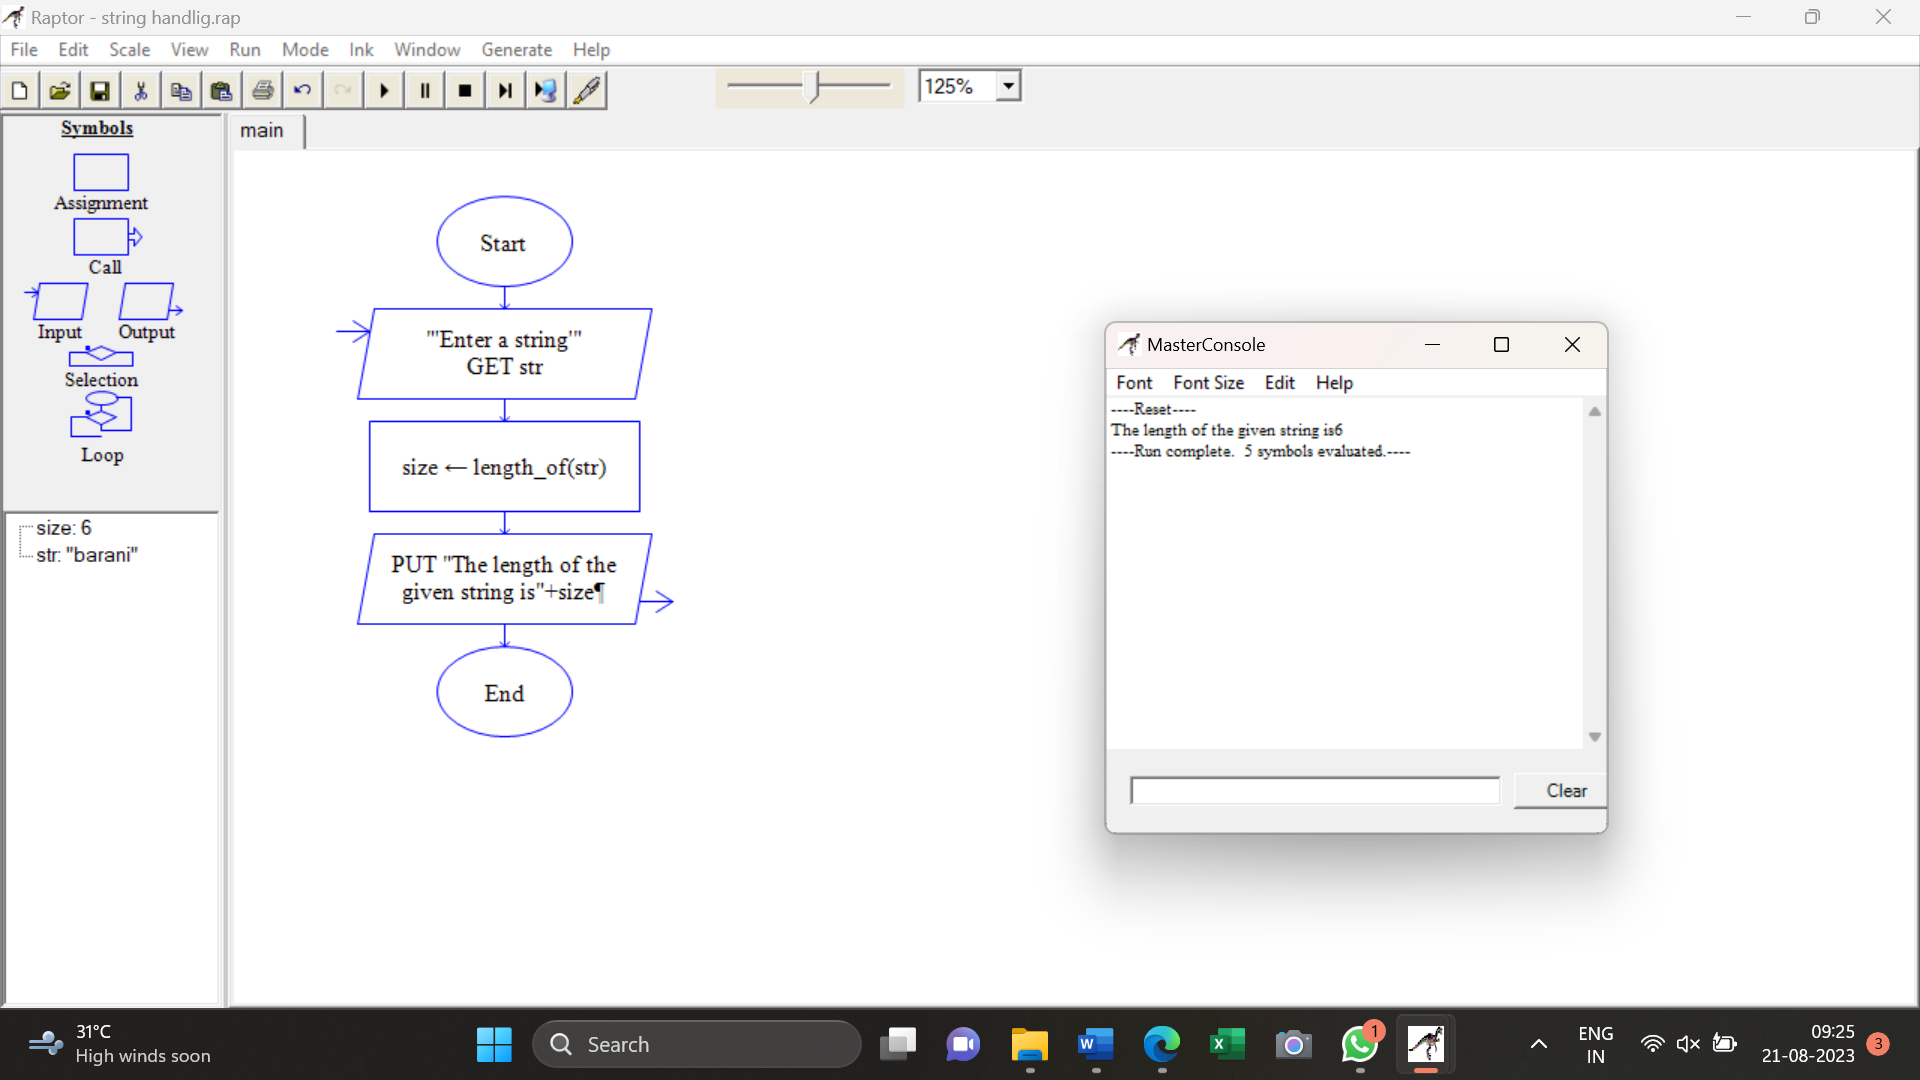 Raptor - string handlig.rap
File Edit Scale View Run Mode Ink Window Generate Help
125%
Symbols
Assignment
Call
Input Output
Selection
Loop
size: 6
str: "barani"
main
Start
"'Enter a string'"
GET str
size ← length_of(str)
PUT "The length of the
given string is"+size¶
End
MasterConsole
Font Font Size Edit Help
----Reset----
The length of the given string is6
----Run complete.  5 symbols evaluated.----
Clear
31°C
High winds soon
Search
W
X
1
ENG
IN
09:25
21-08-2023
3